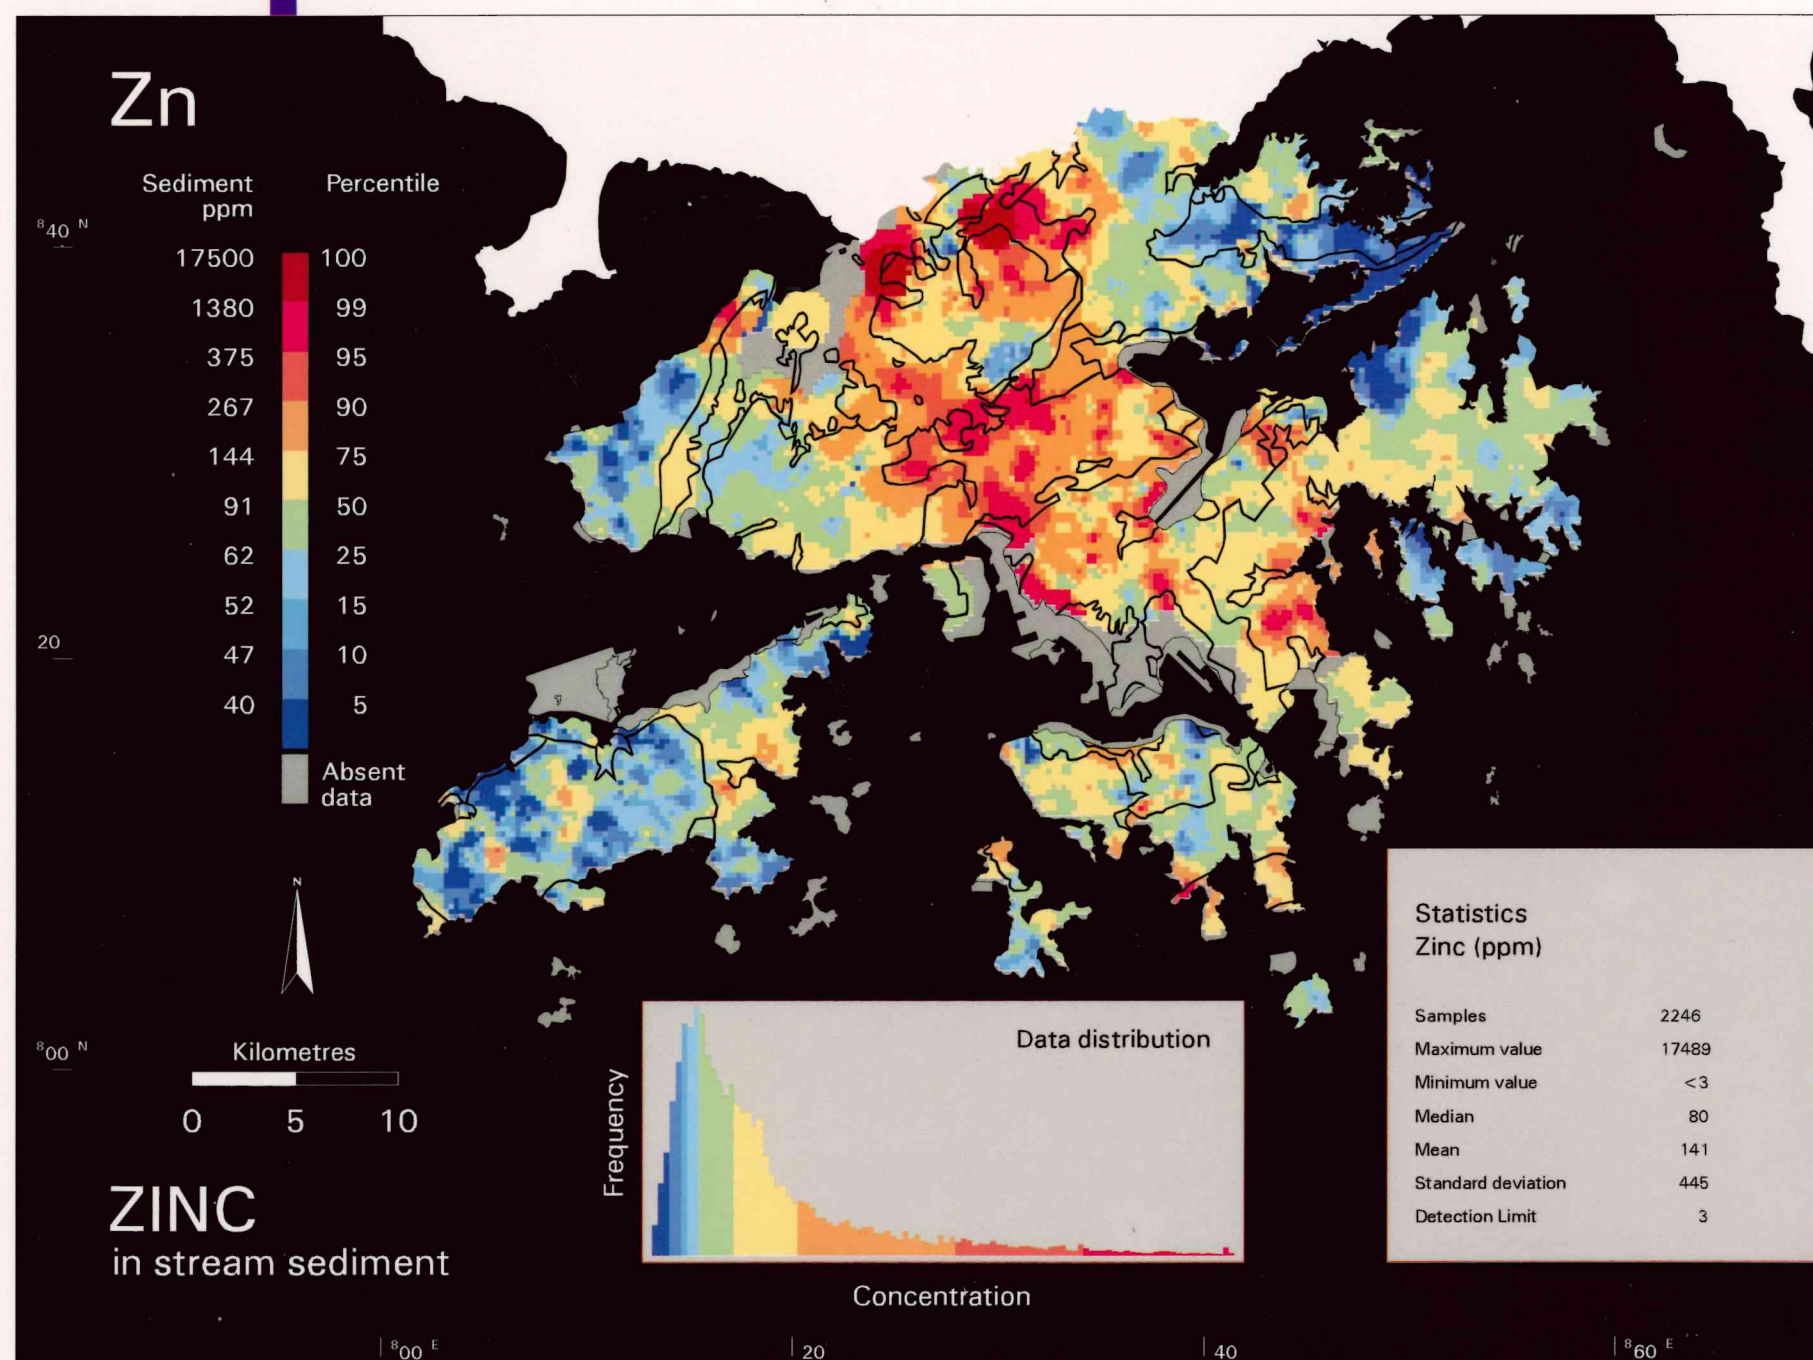 Zn
Sediment ppm Percentile
17500 100
1380 99
375 95
267 90
144 75
91 50
62 25
52 15
47 10
40 5
Absent data
⁸40 N
20
⁸00 N
N
Kilometres
0 5 10
ZINC
in stream sediment
Data distribution
Frequency
Concentration
Statistics
Zinc (ppm)
Samples 2246
Maximum value 17489
Minimum value <3
Median 80
Mean 141
Standard deviation 445
Detection Limit 3
⁸00 E
20
40
⁸60 E